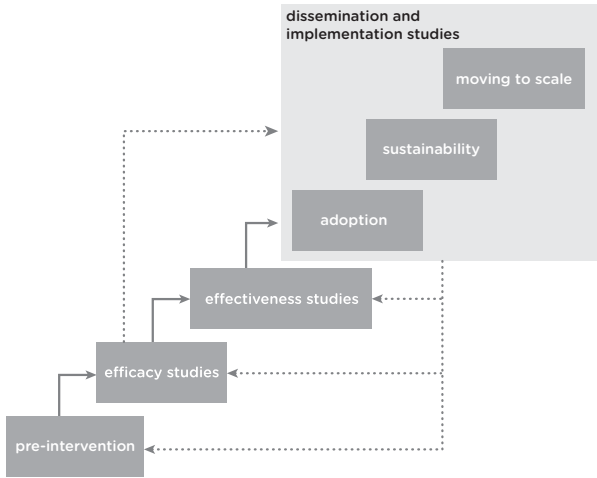 dissemination and
implementation studies
moving to scale
sustainability
adoption
effectiveness studies
efficacy studies
pre-intervention